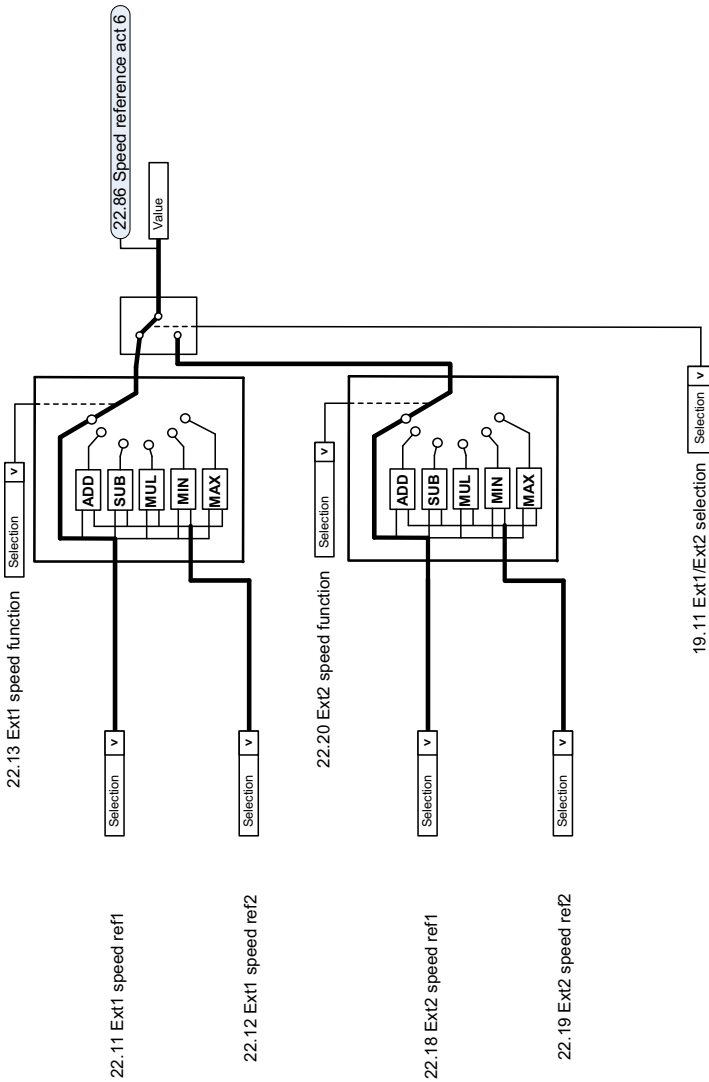 22.86 Speed reference act 6
Value
22.13 Ext1 speed function
Selection v
ADD
SUB
MUL
MIN
MAX
22.11 Ext1 speed ref1
Selection v
22.12 Ext1 speed ref2
Selection v
22.20 Ext2 speed function
Selection v
ADD
SUB
MUL
MIN
MAX
22.18 Ext2 speed ref1
Selection v
22.19 Ext2 speed ref2
Selection v
19.11 Ext1/Ext2 selection
Selection v